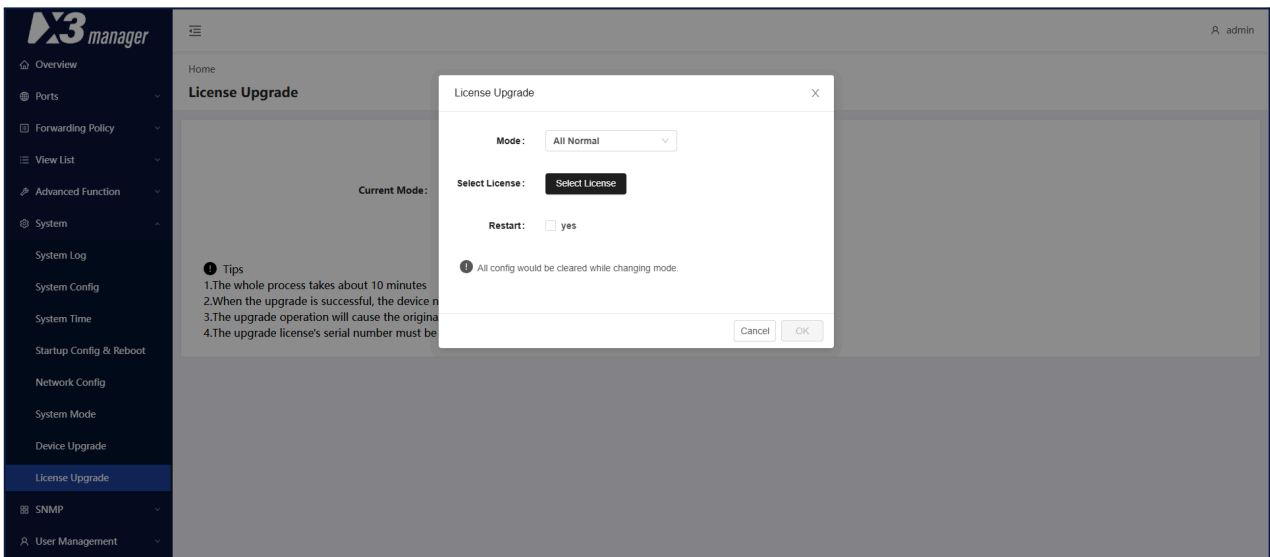 X3 manager
admin
Overview
Ports
Forwarding Policy
View List
Advanced Function
System
System Log
System Config
System Time
Startup Config & Reboot
Network Config
System Mode
Device Upgrade
License Upgrade
SNMP
User Management
Home
License Upgrade
Current Mode:
Tips
1.The whole process takes about 10 minutes
2.When the upgrade is successful, the device n
3.The upgrade operation will cause the origina
4.The upgrade license's serial number must be
License Upgrade
Mode: All Normal
Select License: Select License
Restart: yes
All config would be cleared while changing mode.
Cancel OK